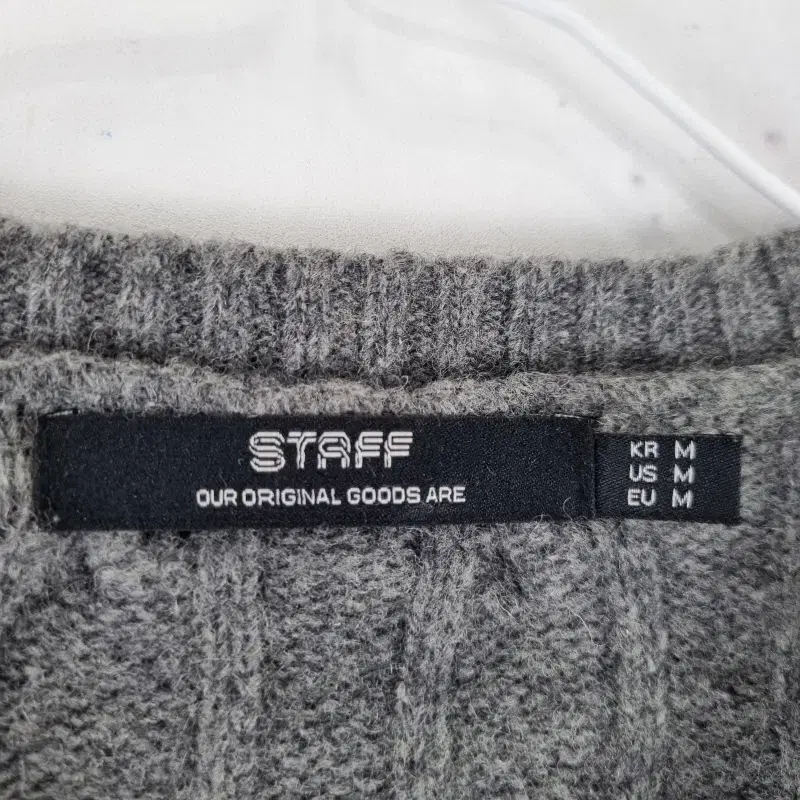 STAFF
OUR ORIGINAL GOODS ARE
KR M
US M
EU M